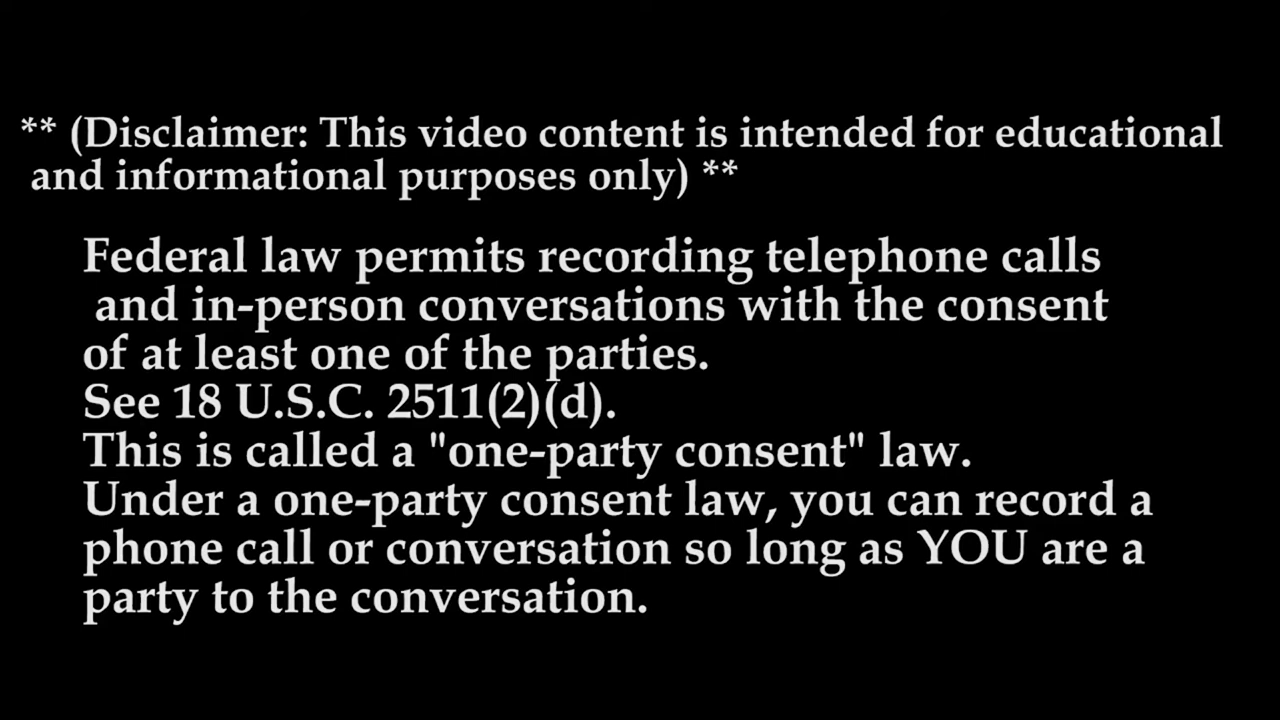 ** (Disclaimer: This video content is intended for educational
and informational purposes only) **
Federal law permits recording telephone calls
and in-person conversations with the consent
of at least one of the parties.
See 18 U.S.C. 2511(2)(d).
This is called a "one-party consent" law.
Under a one-party consent law, you can record a
phone call or conversation so long as YOU are a
party to the conversation.